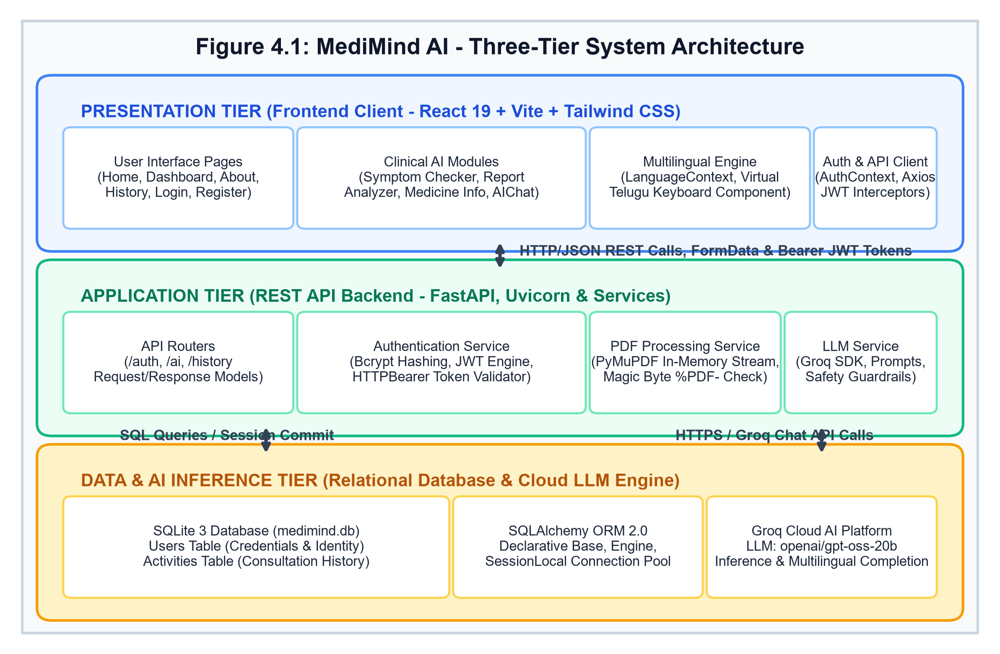 Figure 4.1: MediMind AI - Three-Tier System Architecture
PRESENTATION TIER (Frontend Client - React 19 + Vite + Tailwind CSS)
User Interface Pages
(Home, Dashboard, About,
History, Login, Register)
Clinical AI Modules
(Symptom Checker, Report
Analyzer, Medicine Info, AIChat)
Multilingual Engine
(LanguageContext, Virtual
Telugu Keyboard Component)
Auth & API Client
(AuthContext, Axios
JWT Interceptors)
HTTP/JSON REST Calls, FormData & Bearer JWT Tokens
APPLICATION TIER (REST API Backend - FastAPI, Uvicorn & Services)
API Routers
(/auth, /ai, /history
Request/Response Models)
Authentication Service
(Bcrypt Hashing, JWT Engine,
HTTPBearer Token Validator)
PDF Processing Service
(PyMuPDF In-Memory Stream,
Magic Byte %PDF- Check)
LLM Service
(Groq SDK, Prompts,
Safety Guardrails)
SQL Queries / Session Commit
HTTPS / Groq Chat API Calls
DATA & AI INFERENCE TIER (Relational Database & Cloud LLM Engine)
SQLite 3 Database (medimind.db)
Users Table (Credentials & Identity)
Activities Table (Consultation History)
SQLAlchemy ORM 2.0
Declarative Base, Engine,
SessionLocal Connection Pool
Groq Cloud AI Platform
LLM: openai/gpt-oss-20b
Inference & Multilingual Completion